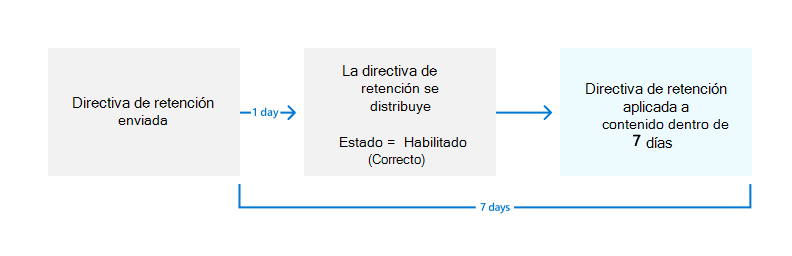 Directiva de retención
enviada
1 day
La directiva de
retención se
distribuye
Estado = Habilitado
(Correcto)
Directiva de retención
aplicada a
contenido dentro de
7 días
7 days